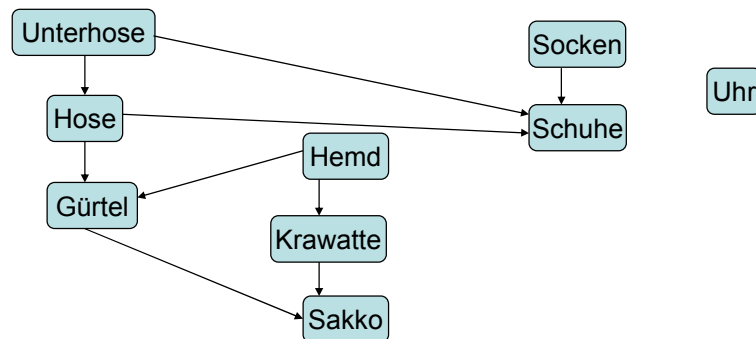 Unterhose
Socken
Uhr
Hose
Schuhe
Hemd
Gürtel
Krawatte
Sakko